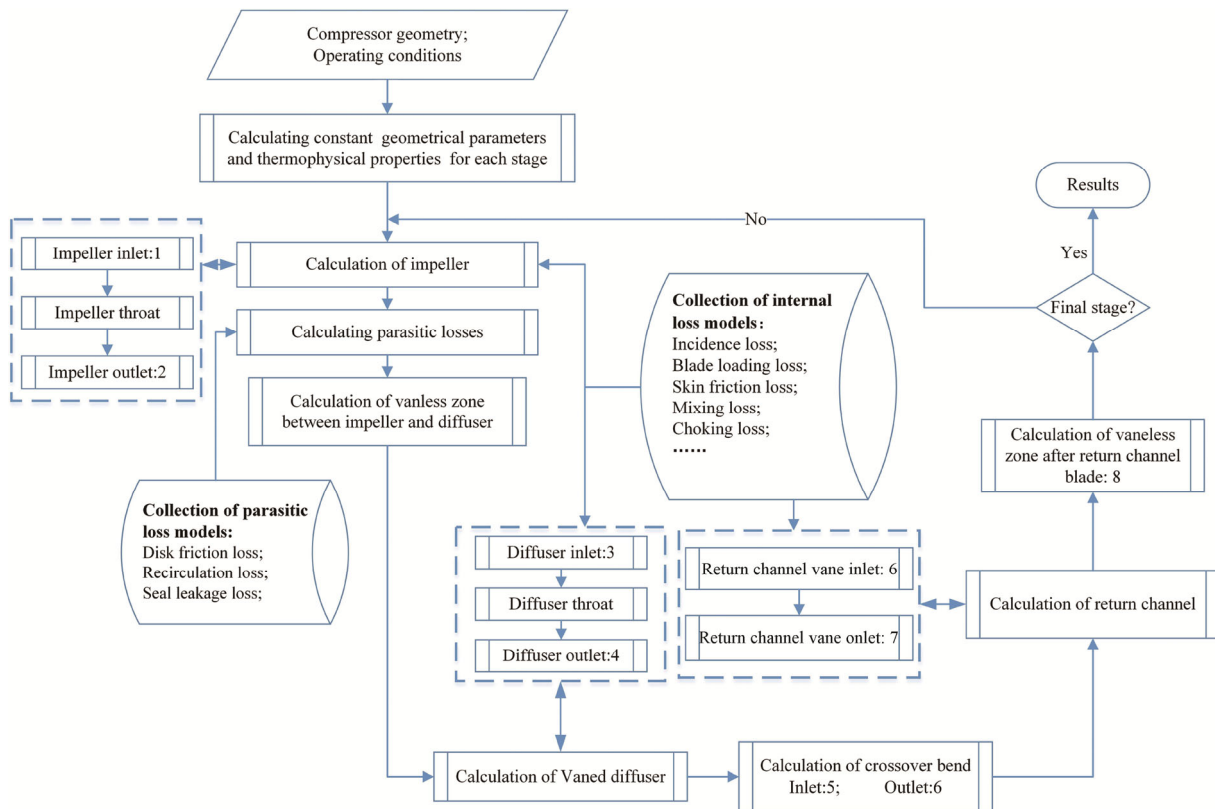 Compressor geometry;
Operating conditions
Calculating constant geometrical parameters
and thermophysical properties for each stage
Results
No
Yes
Impeller inlet:1
Impeller throat
Impeller outlet:2
Calculation of impeller
Calculating parasitic losses
Calculation of vanless zone
between impeller and diffuser
Collection of internal
loss models:
Incidence loss;
Blade loading loss;
Skin friction loss;
Mixing loss;
Choking loss;
……
Final stage?
Calculation of vaneless
zone after return channel
blade: 8
Collection of parasitic
loss models:
Disk friction loss;
Recirculation loss;
Seal leakage loss;
Diffuser inlet:3
Diffuser throat
Diffuser outlet:4
Return channel vane inlet: 6
Return channel vane onlet: 7
Calculation of return channel
Calculation of Vaned diffuser
Calculation of crossover bend
Inlet:5; Outlet:6